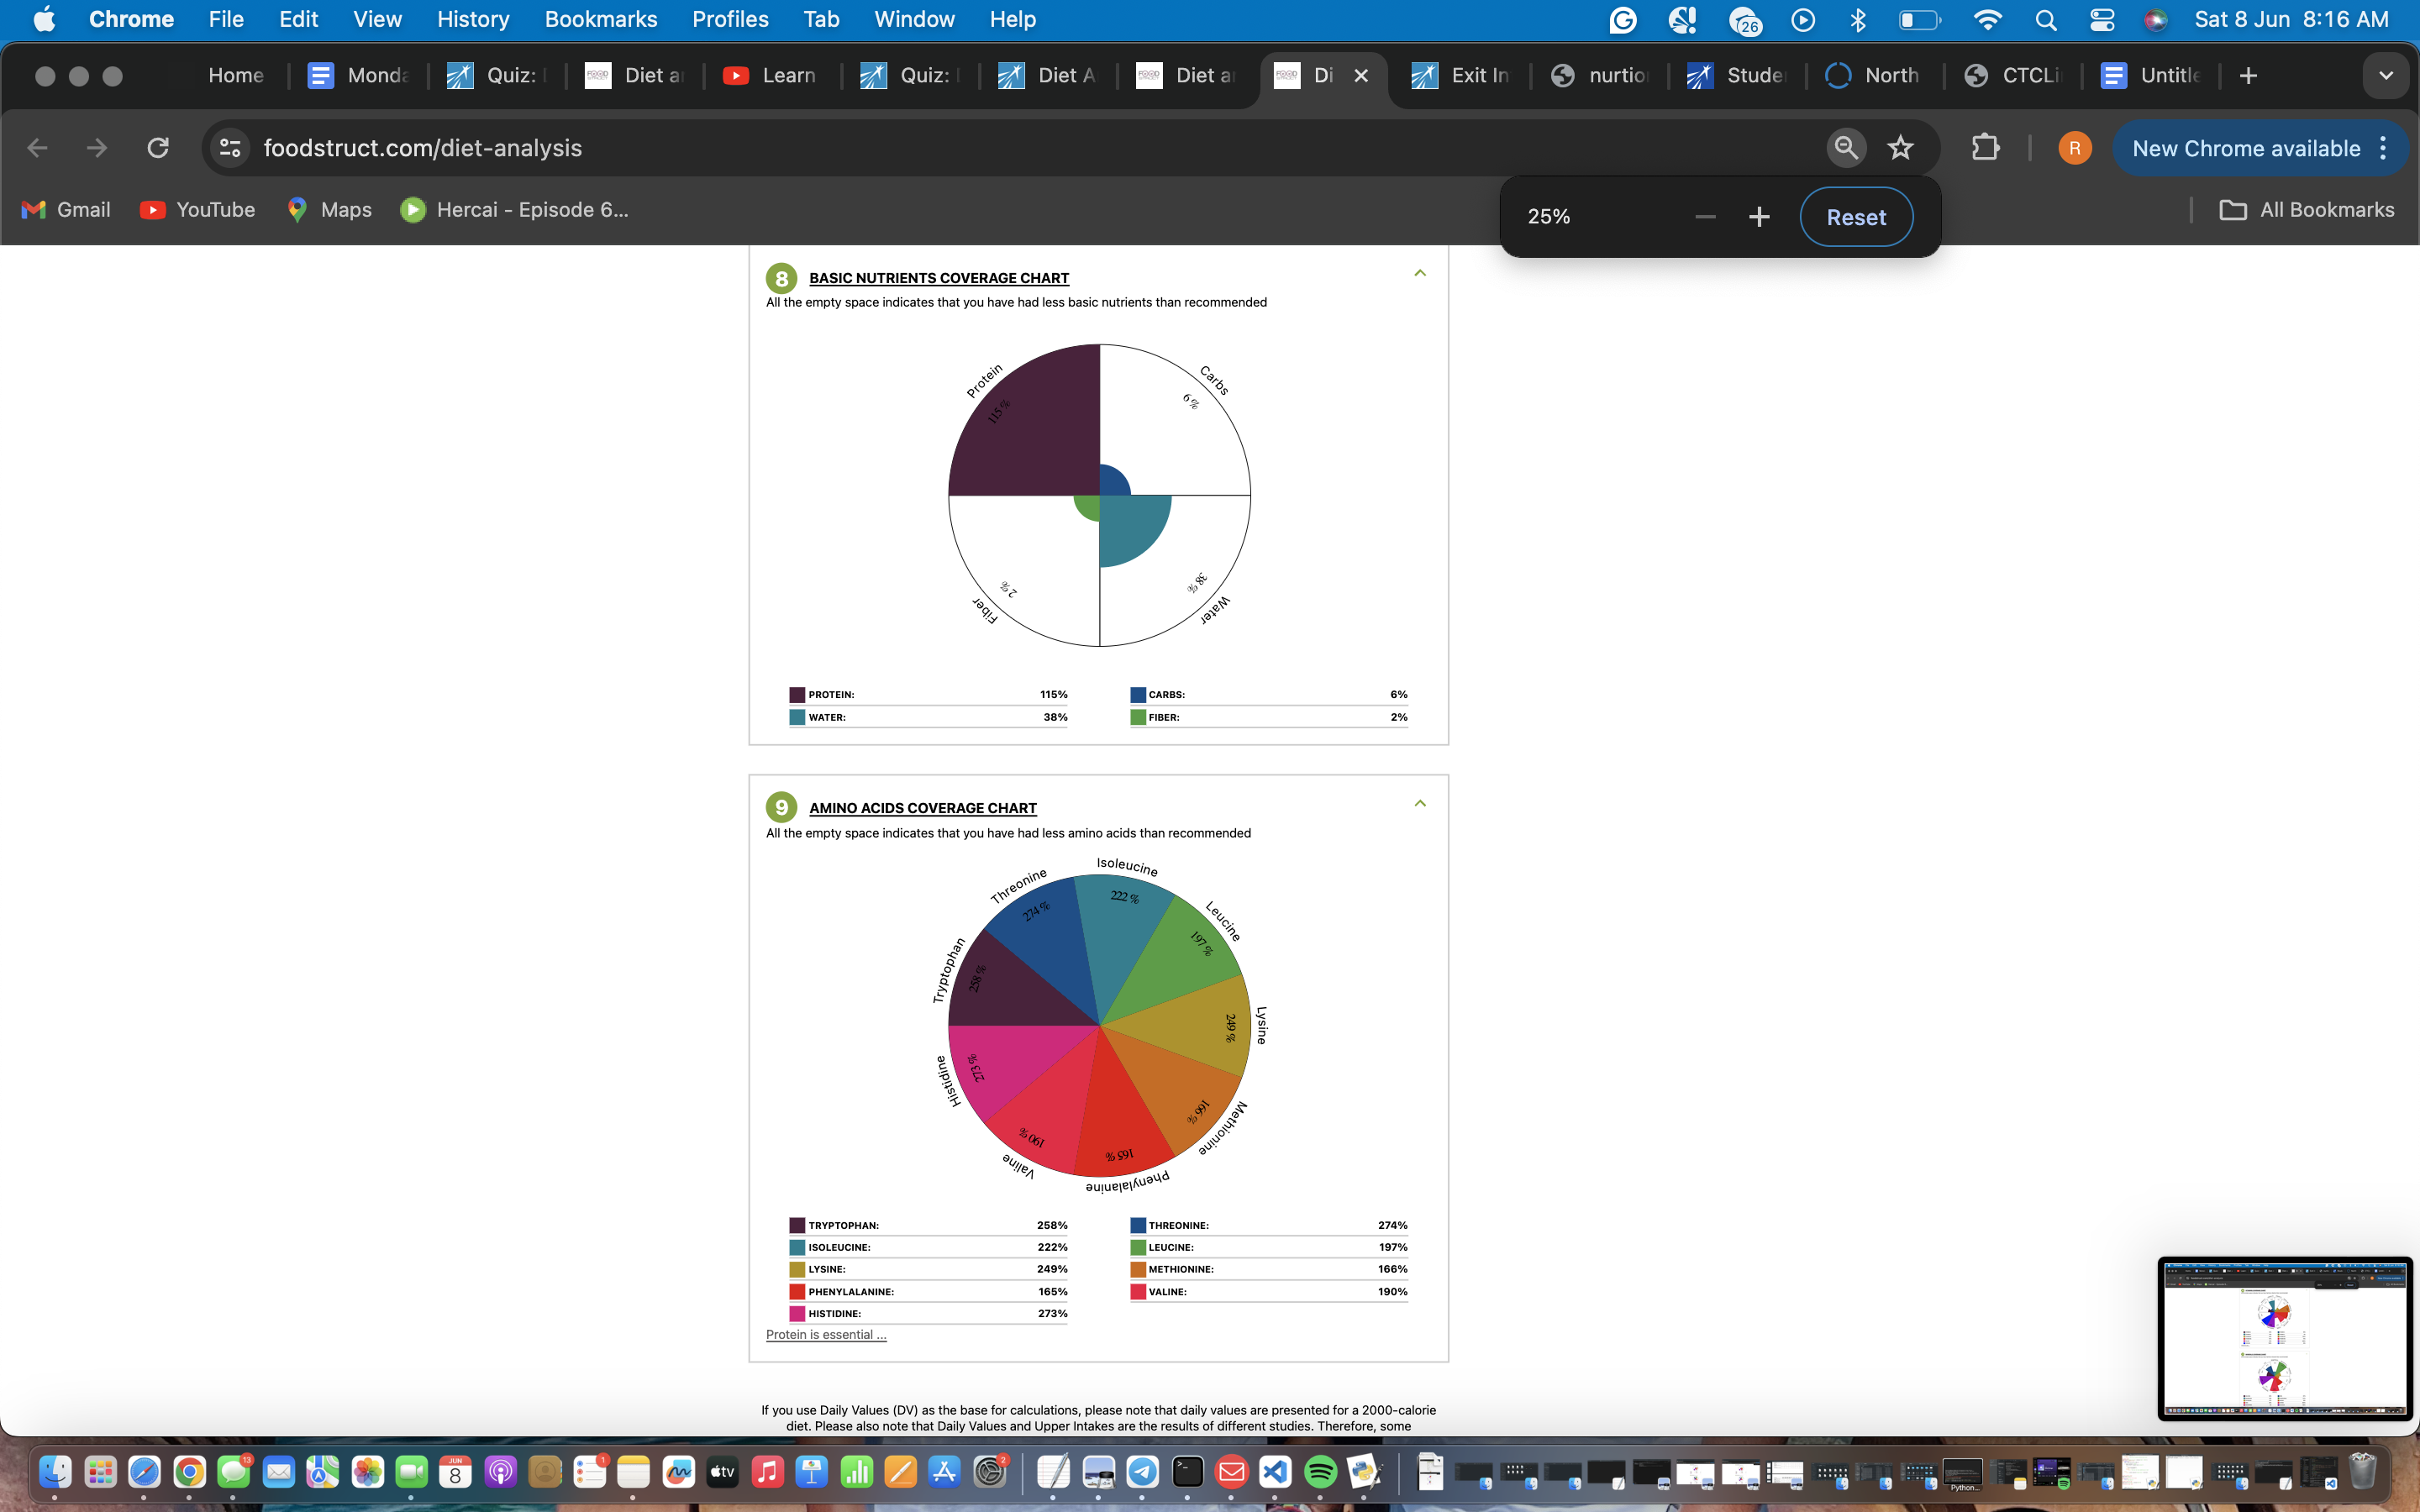 Chrome File Edit View History Bookmarks Profiles Tab Window Help 26 Sat 8 Jun 8:16 AM
Home Monda Quiz: Diet a Learn Quiz: Diet A Diet a Di Exit In nurtio Studer North CTCLi Untitle
foodstruct.com/diet-analysis R New Chrome available
Gmail YouTube Maps Hercai - Episode 6... All Bookmarks
25% Reset
8 BASIC NUTRIENTS COVERAGE CHART
All the empty space indicates that you have had less basic nutrients than recommended
Protein
115 %
Carbs
6 %
Fiber
2 %
Water
38 %
PROTEIN: 115% CARBS: 6%
WATER: 38% FIBER: 2%
9 AMINO ACIDS COVERAGE CHART
All the empty space indicates that you have had less amino acids than recommended
Isoleucine
222 %
Threonine
274 %
Leucine
197 %
Tryptophan
258 %
Lysine
249 %
Histidine
273 %
Methionine
166 %
Valine
190 %
Phenylalanine
165 %
TRYPTOPHAN: 258% THREONINE: 274%
ISOLEUCINE: 222% LEUCINE: 197%
LYSINE: 249% METHIONINE: 166%
PHENYLALANINE: 165% VALINE: 190%
HISTIDINE: 273%
Protein is essential ...
If you use Daily Values (DV) as the base for calculations, please note that daily values are presented for a 2000-calorie
diet. Please also note that Daily Values and Upper Intakes are the results of different studies. Therefore, some
13 JUN 8 1 tv 2 Python...